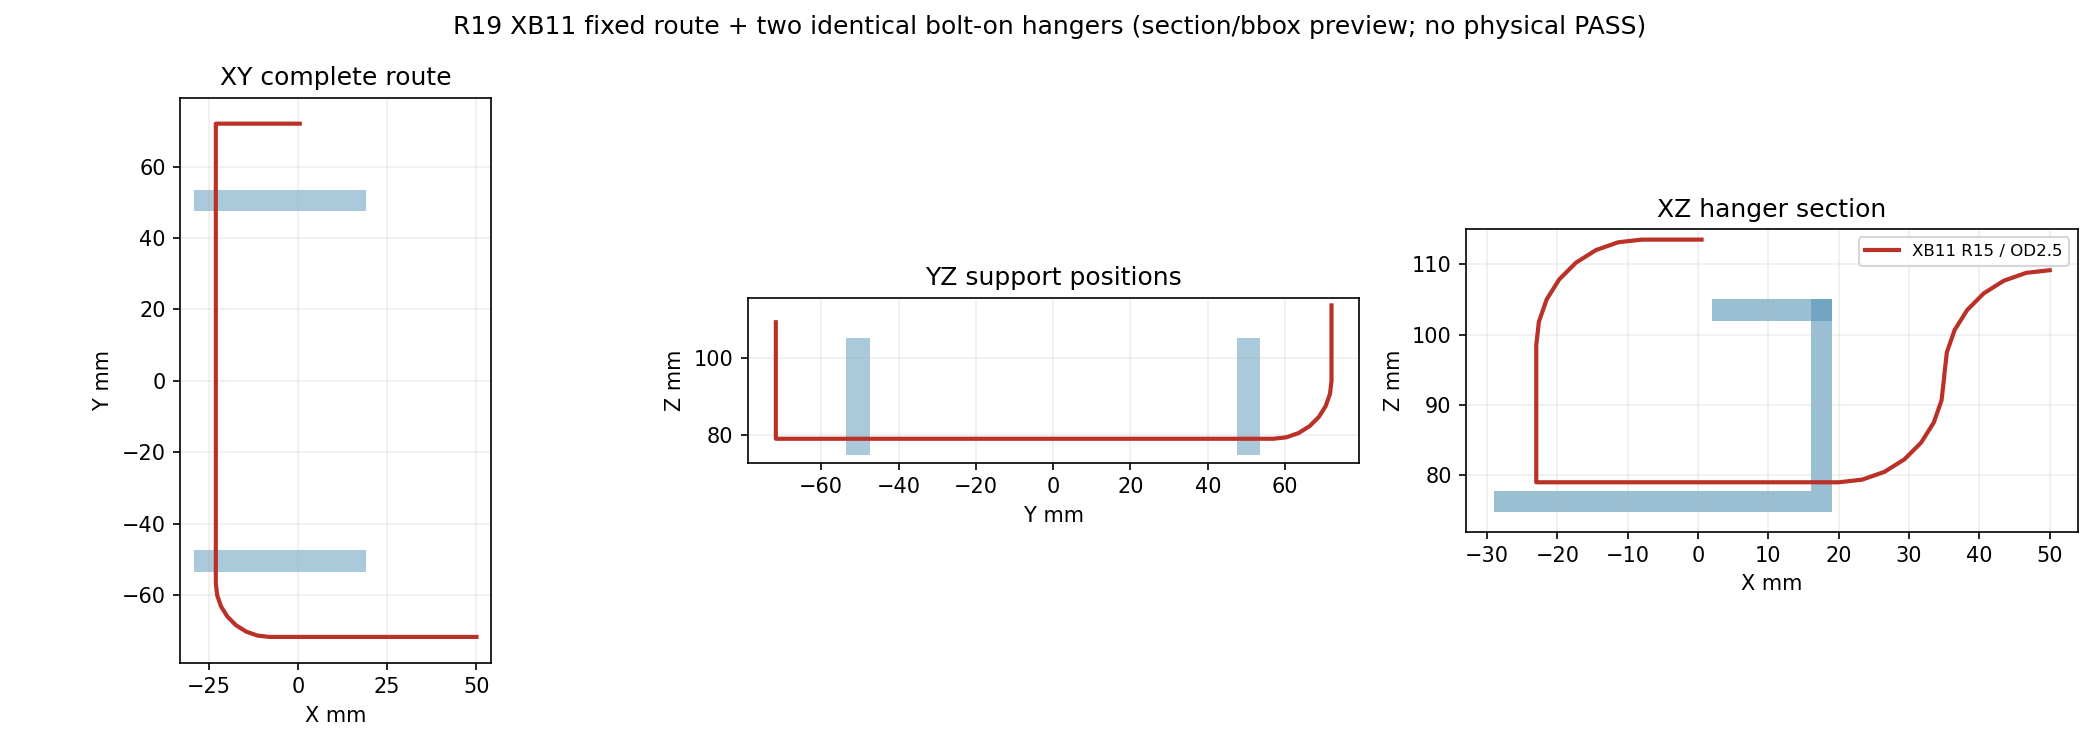 R19 XB11 fixed route + two identical bolt-on hangers (section/bbox preview; no physical PASS)
XY complete route
60
40
20
0
−20
−40
−60
Y mm
−25 0 25 50
X mm
YZ support positions
100
80
Z mm
−60 −40 −20 0 20 40 60
Y mm
XZ hanger section
XB11 R15 / OD2.5
110
100
90
80
Z mm
−30 −20 −10 0 10 20 30 40 50
X mm